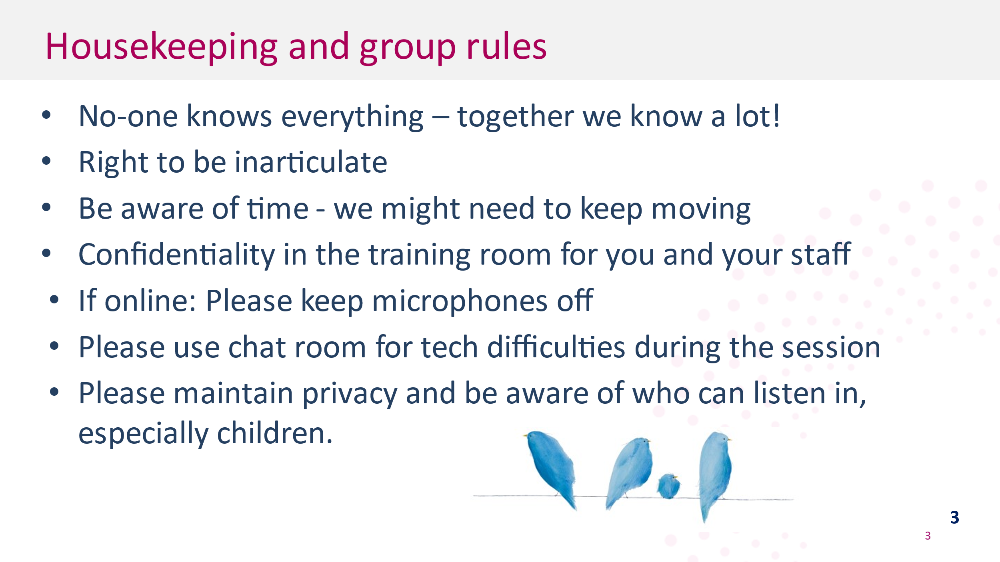 Housekeeping and group rules
• No-one knows everything – together we know a lot!
• Right to be inarticulate
• Be aware of time - we might need to keep moving
• Confidentiality in the training room for you and your staff
• If online: Please keep microphones off
• Please use chat room for tech difficulties during the session
• Please maintain privacy and be aware of who can listen in,
especially children.
3
3